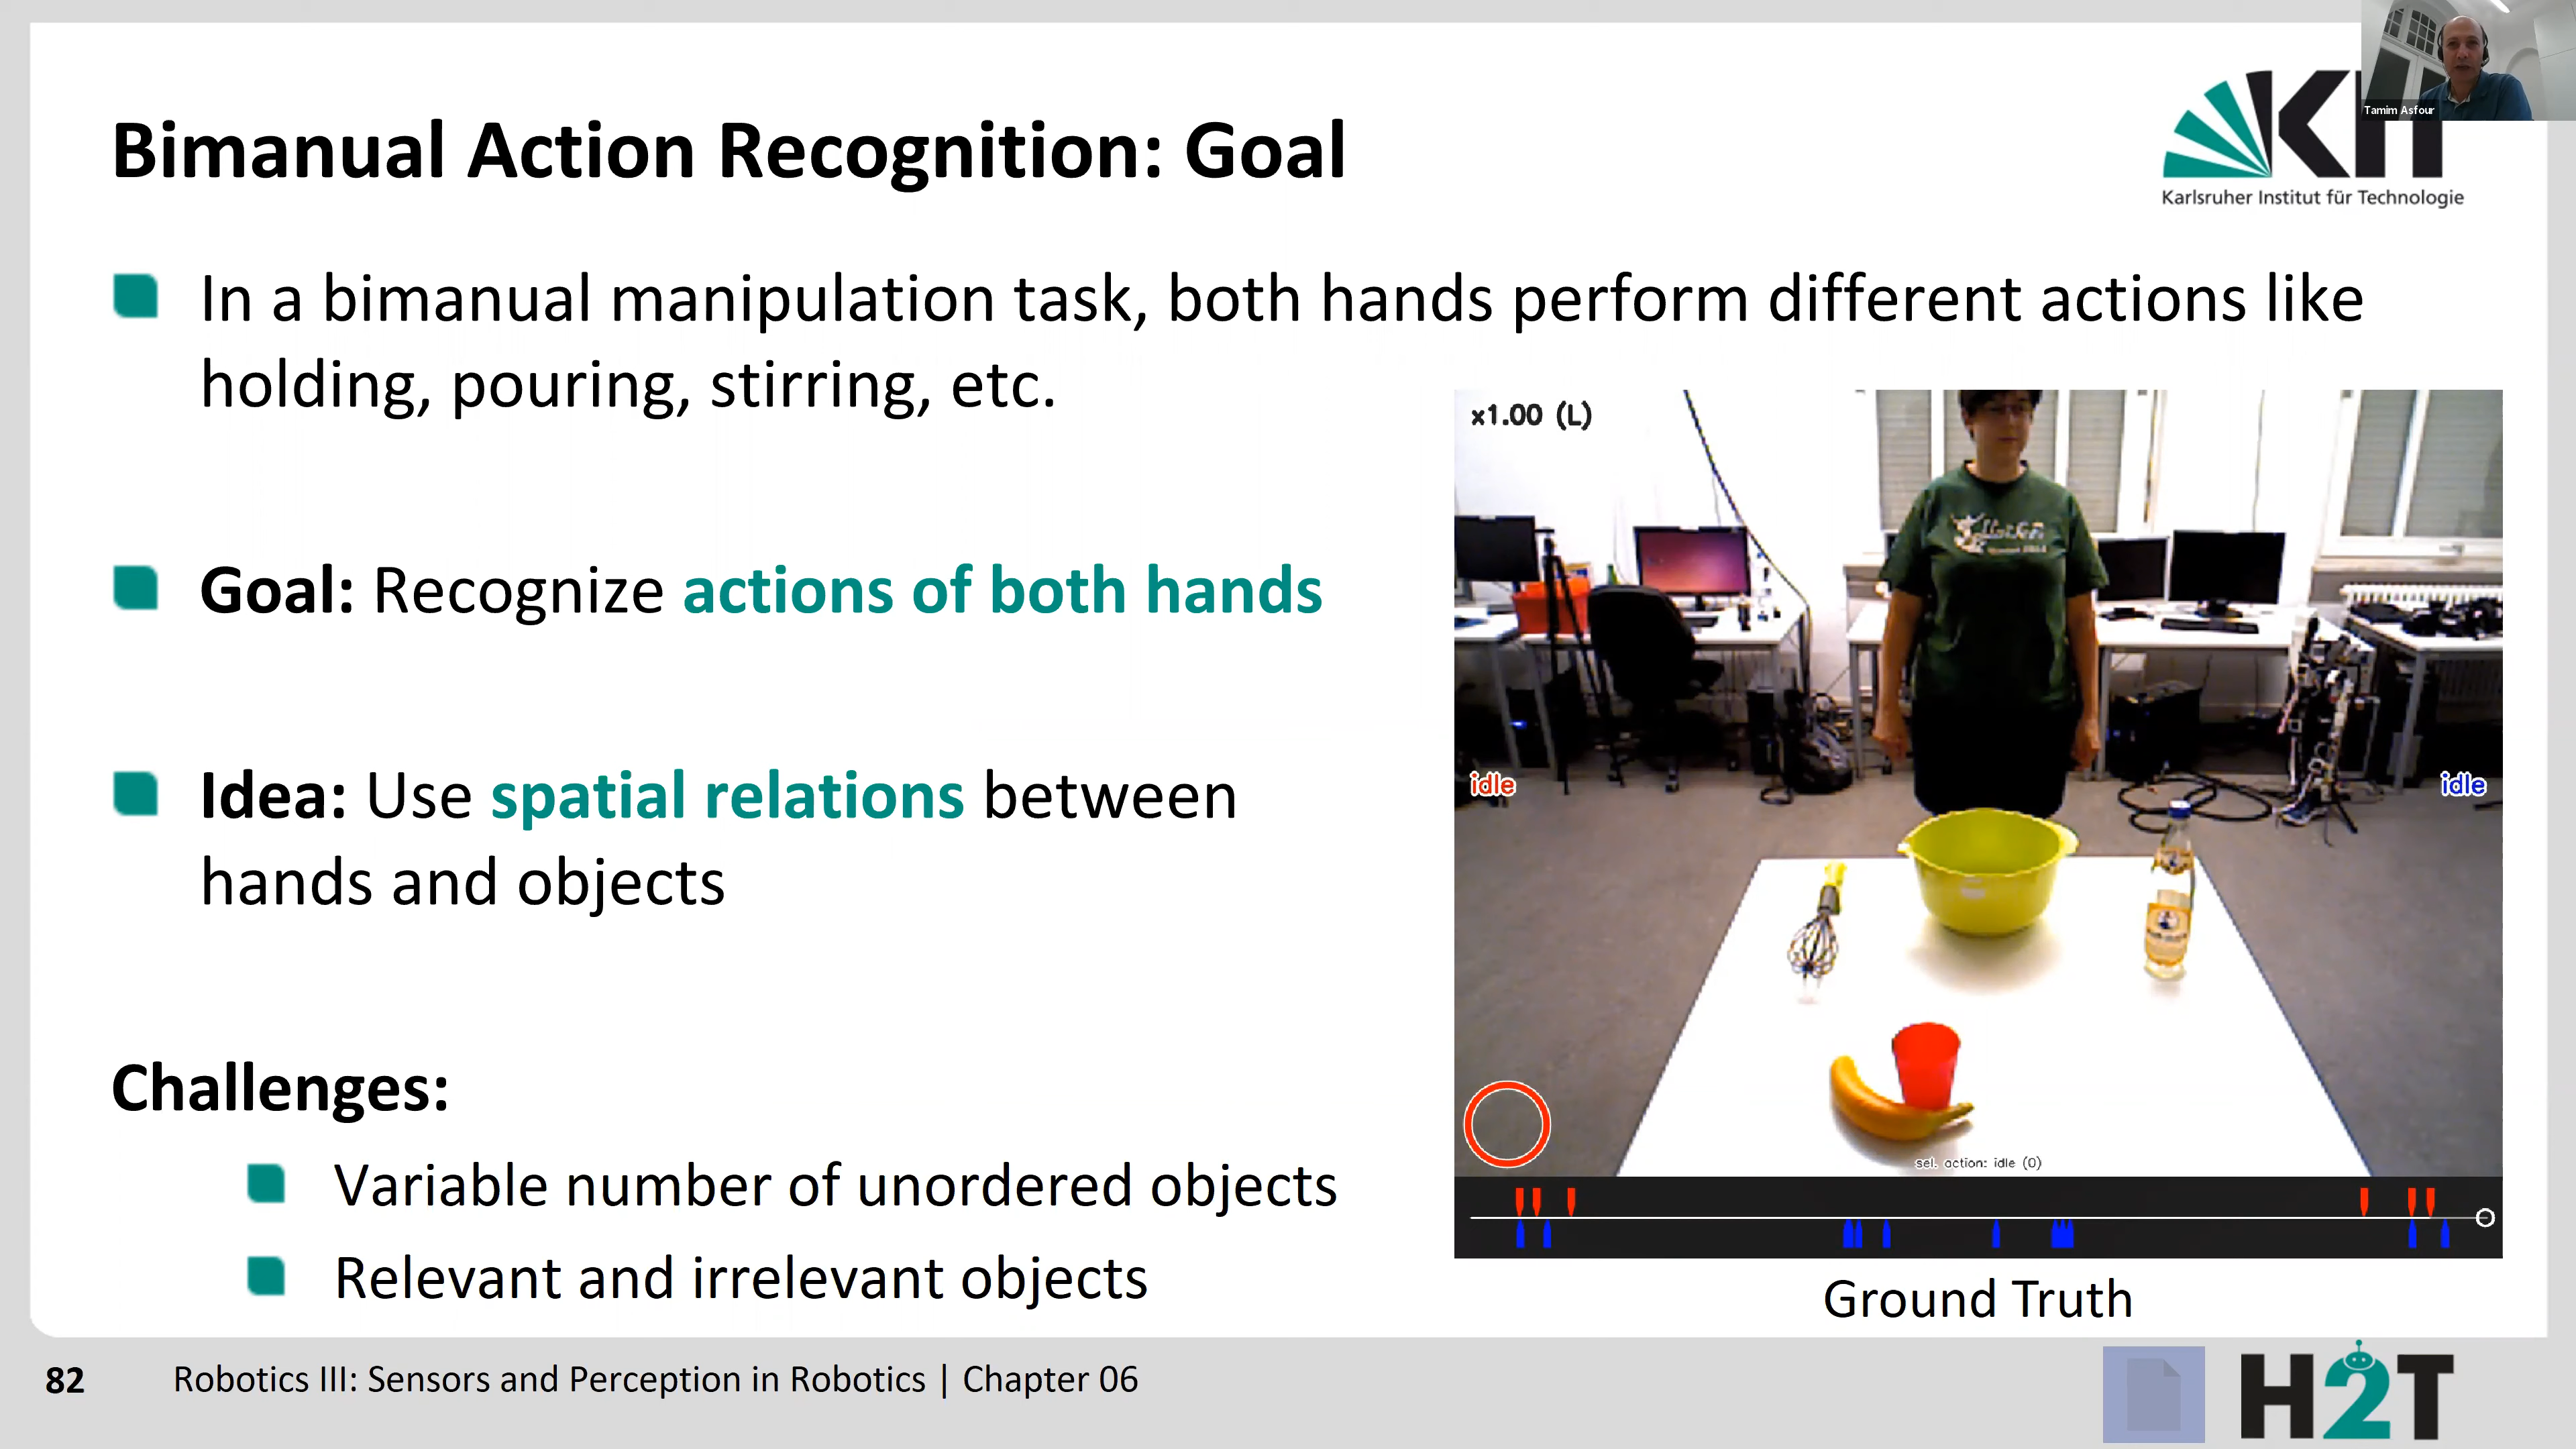 Tamim Asfour
KIT
Karlsruher Institut für Technologie
Bimanual Action Recognition: Goal
In a bimanual manipulation task, both hands perform different actions like
holding, pouring, stirring, etc.
Goal: Recognize actions of both hands
Idea: Use spatial relations between
hands and objects
Challenges:
Variable number of unordered objects
Relevant and irrelevant objects
x1.00 (L)
idle
idle
sel. action: idle (0)
Ground Truth
82
Robotics III: Sensors and Perception in Robotics | Chapter 06
H2T